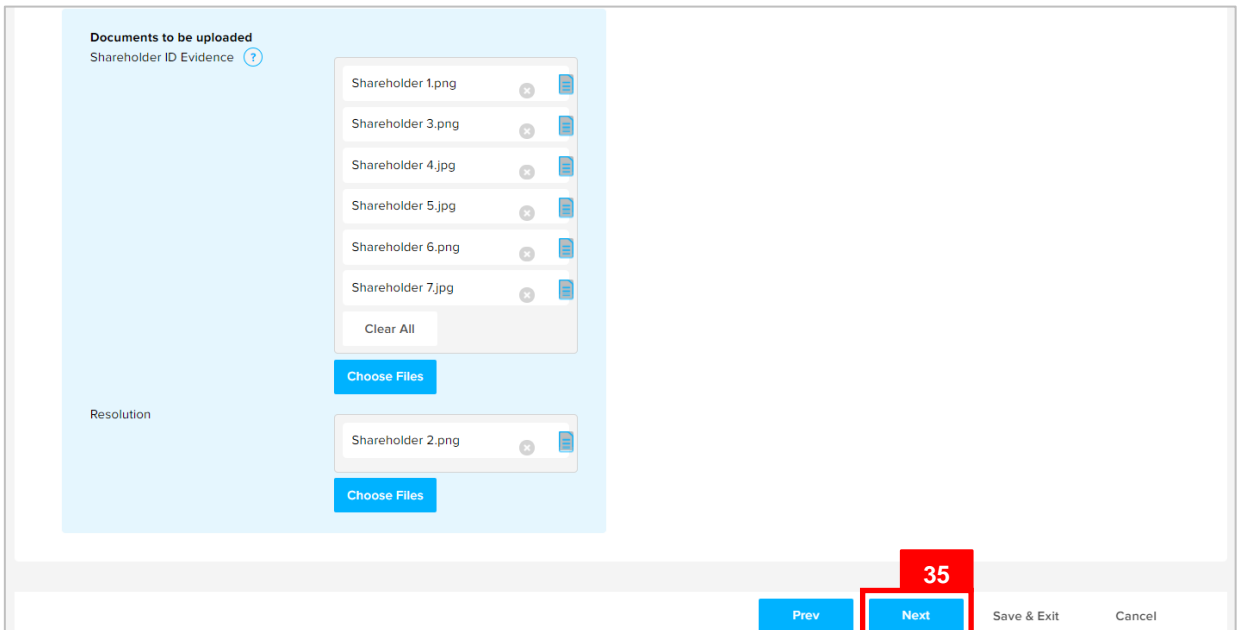 Documents to be uploaded
Shareholder ID Evidence ?
Shareholder 1.png
Shareholder 3.png
Shareholder 4.jpg
Shareholder 5.jpg
Shareholder 6.png
Shareholder 7.jpg
Clear All
Choose Files
Resolution
Shareholder 2.png
Choose Files
35
Prev Next Save & Exit Cancel